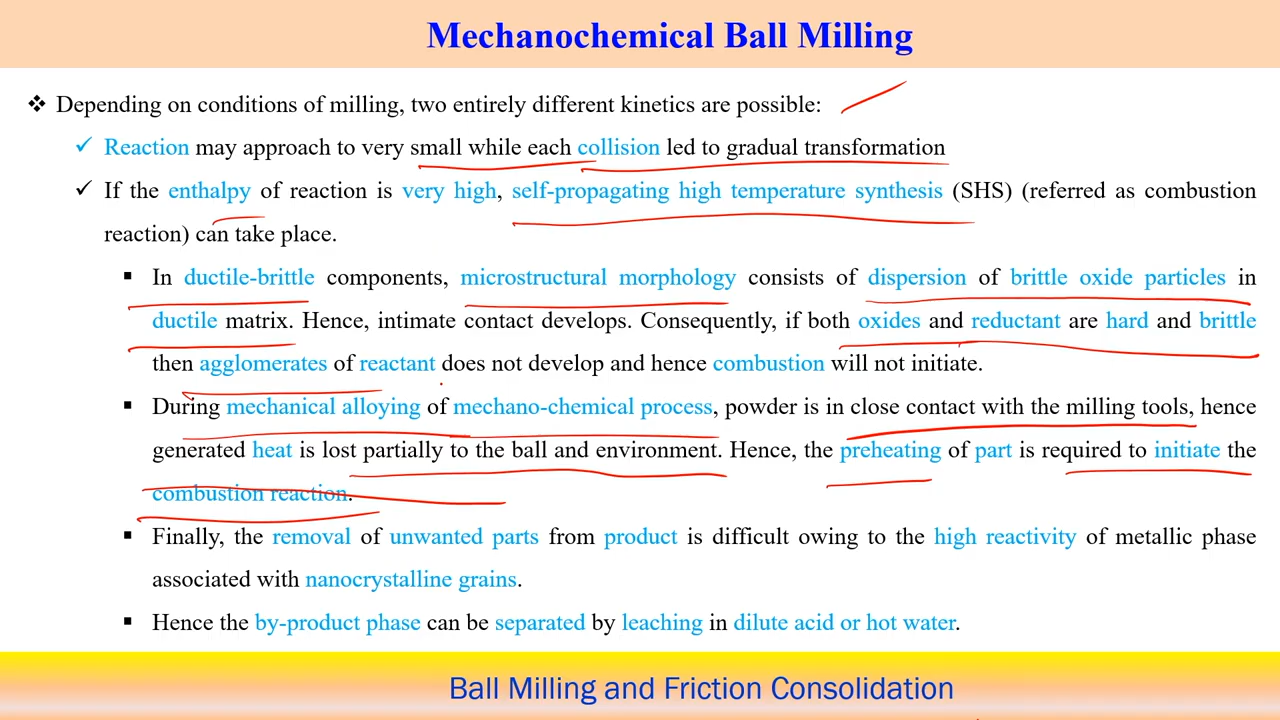 Mechanochemical Ball Milling
❖ Depending on conditions of milling, two entirely different kinetics are possible:
✓ Reaction may approach to very small while each collision led to gradual transformation
✓ If the enthalpy of reaction is very high, self-propagating high temperature synthesis (SHS) (referred as combustion
reaction) can take place.
▪ In ductile-brittle components, microstructural morphology consists of dispersion of brittle oxide particles in
ductile matrix. Hence, intimate contact develops. Consequently, if both oxides and reductant are hard and brittle
then agglomerates of reactant does not develop and hence combustion will not initiate.
▪ During mechanical alloying of mechano-chemical process, powder is in close contact with the milling tools, hence
generated heat is lost partially to the ball and environment. Hence, the preheating of part is required to initiate the
combustion reaction.
▪ Finally, the removal of unwanted parts from product is difficult owing to the high reactivity of metallic phase
associated with nanocrystalline grains.
▪ Hence the by-product phase can be separated by leaching in dilute acid or hot water.
Ball Milling and Friction Consolidation